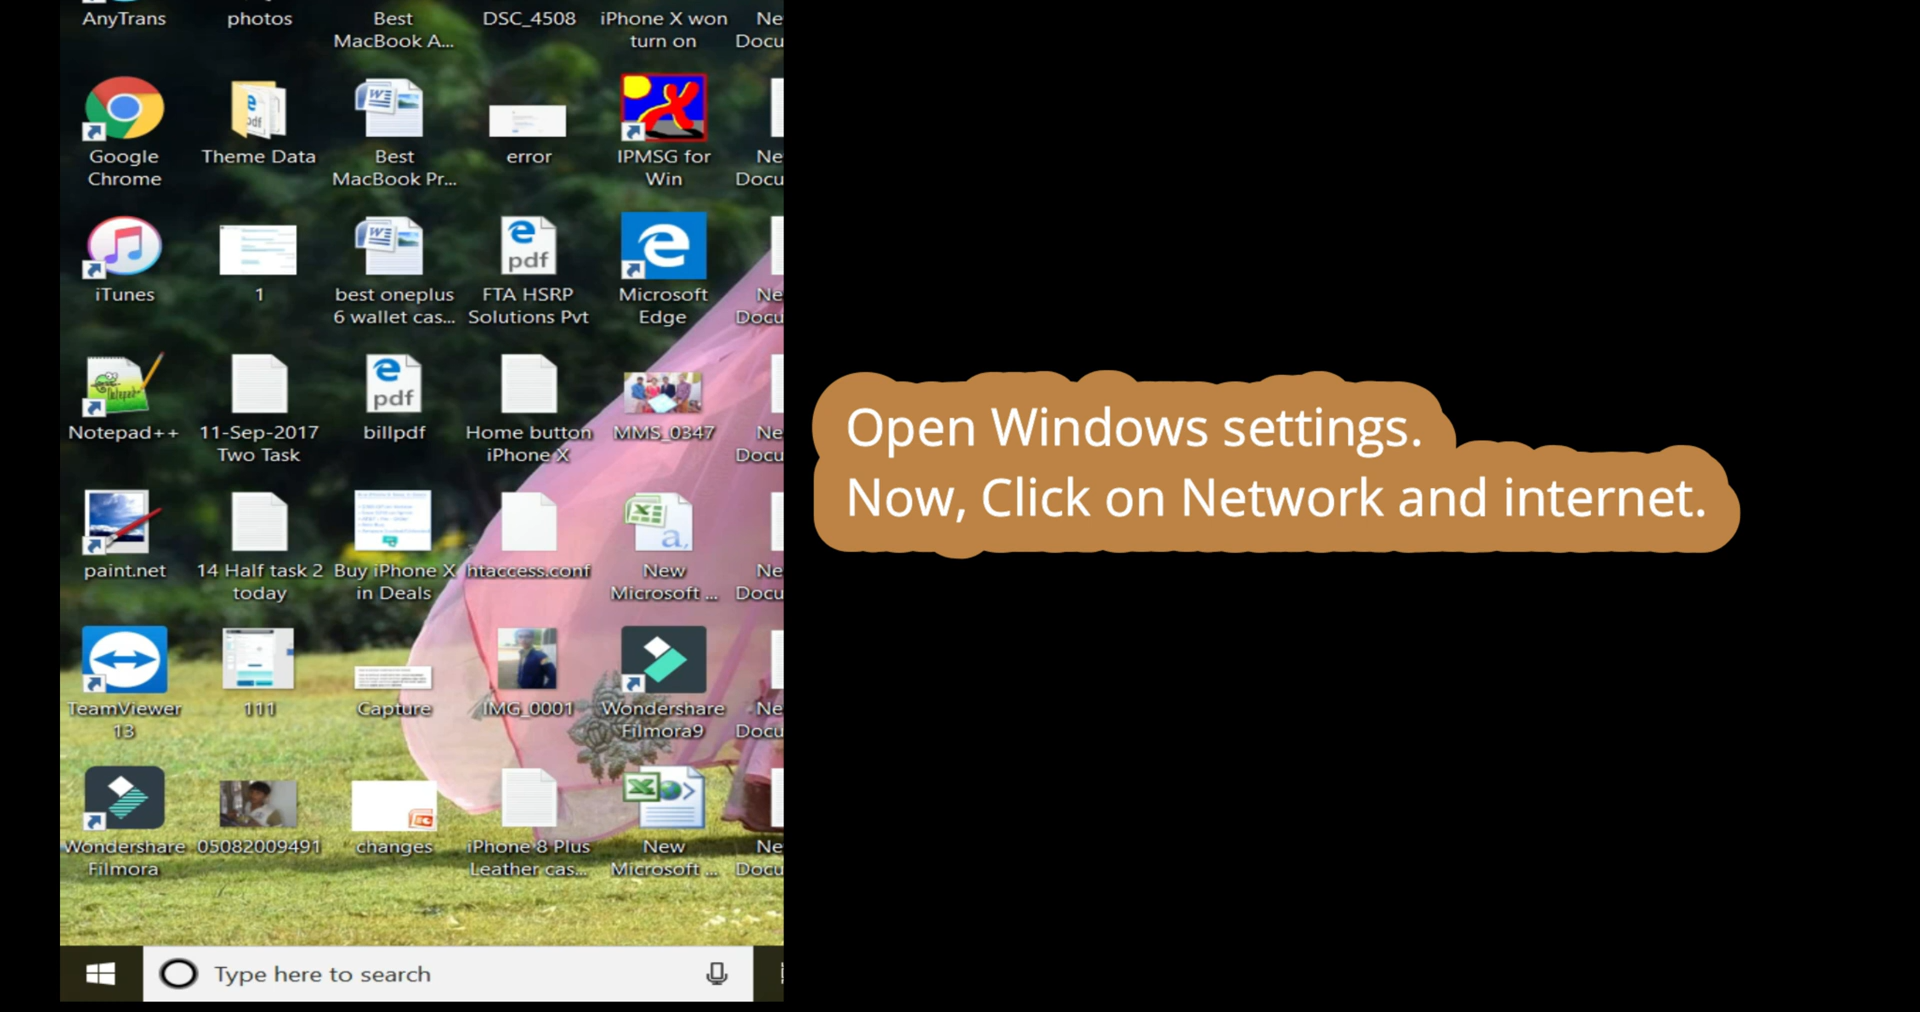 AnyTrans
photos
Best
MacBook A...
DSC_4508
iPhone X won
turn on
Ne
Docu
Google
Chrome
Theme Data
Best
MacBook Pr...
error
IPMSG for
Win
Ne
Docu
iTunes
1
best oneplus
6 wallet cas...
pdf
FTA HSRP
Solutions Pvt
Microsoft
Edge
Ne
Docu
Notepad++
11-Sep-2017
Two Task
pdf
billpdf
Home button
iPhone X
MMS_0347
Ne
Docu
paint.net
14 Half task 2
today
Buy iPhone X
in Deals
htaccess.conf
a,
New
Microsoft ...
Ne
Docu
TeamViewer
13
111
Capture
IMG_0001
Wondershare
Filmora9
Ne
Docu
Wondershare
Filmora
05082009491
changes
iPhone 8 Plus
Leather cas...
New
Microsoft ...
Ne
Docu
Type here to search
Open Windows settings.
Now, Click on Network and internet.